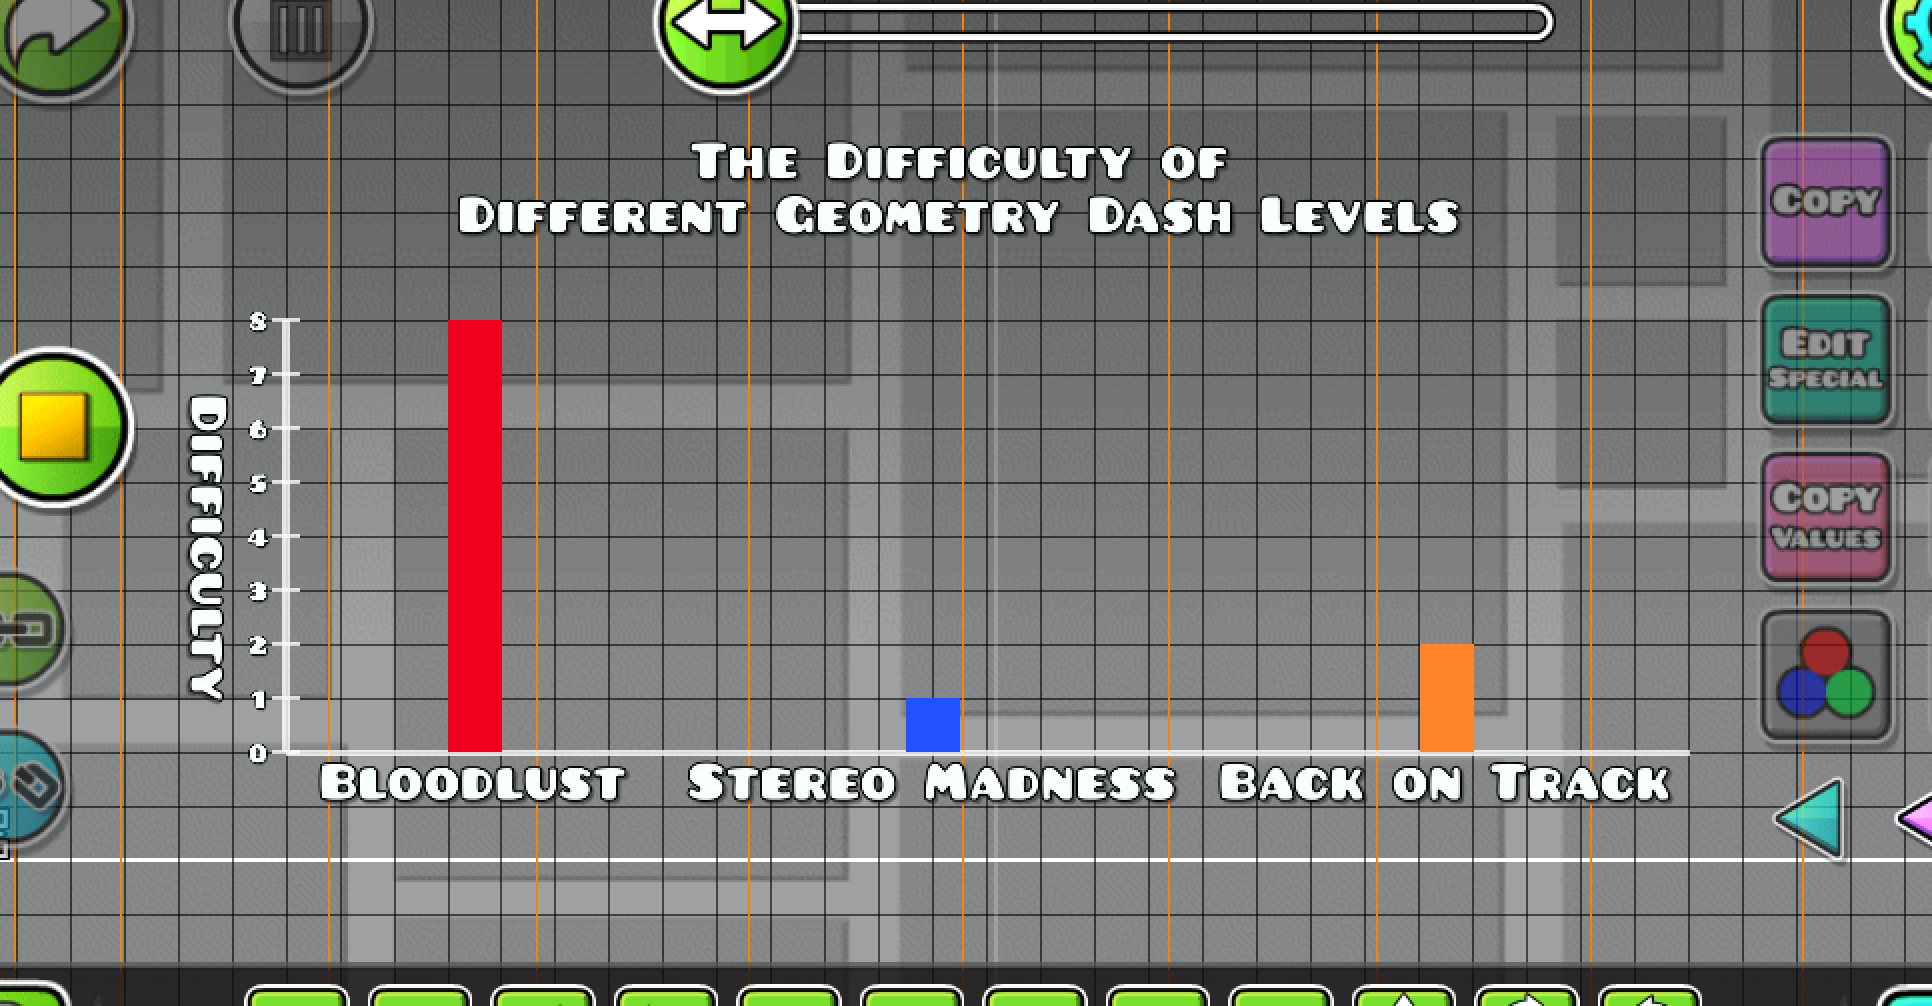 The Difficulty of
Different Geometry Dash Levels
Copy
Edit
Special
Copy
Values
Difficulty
8
7
6
5
4
3
2
1
0
Bloodlust
Stereo Madness
Back on Track